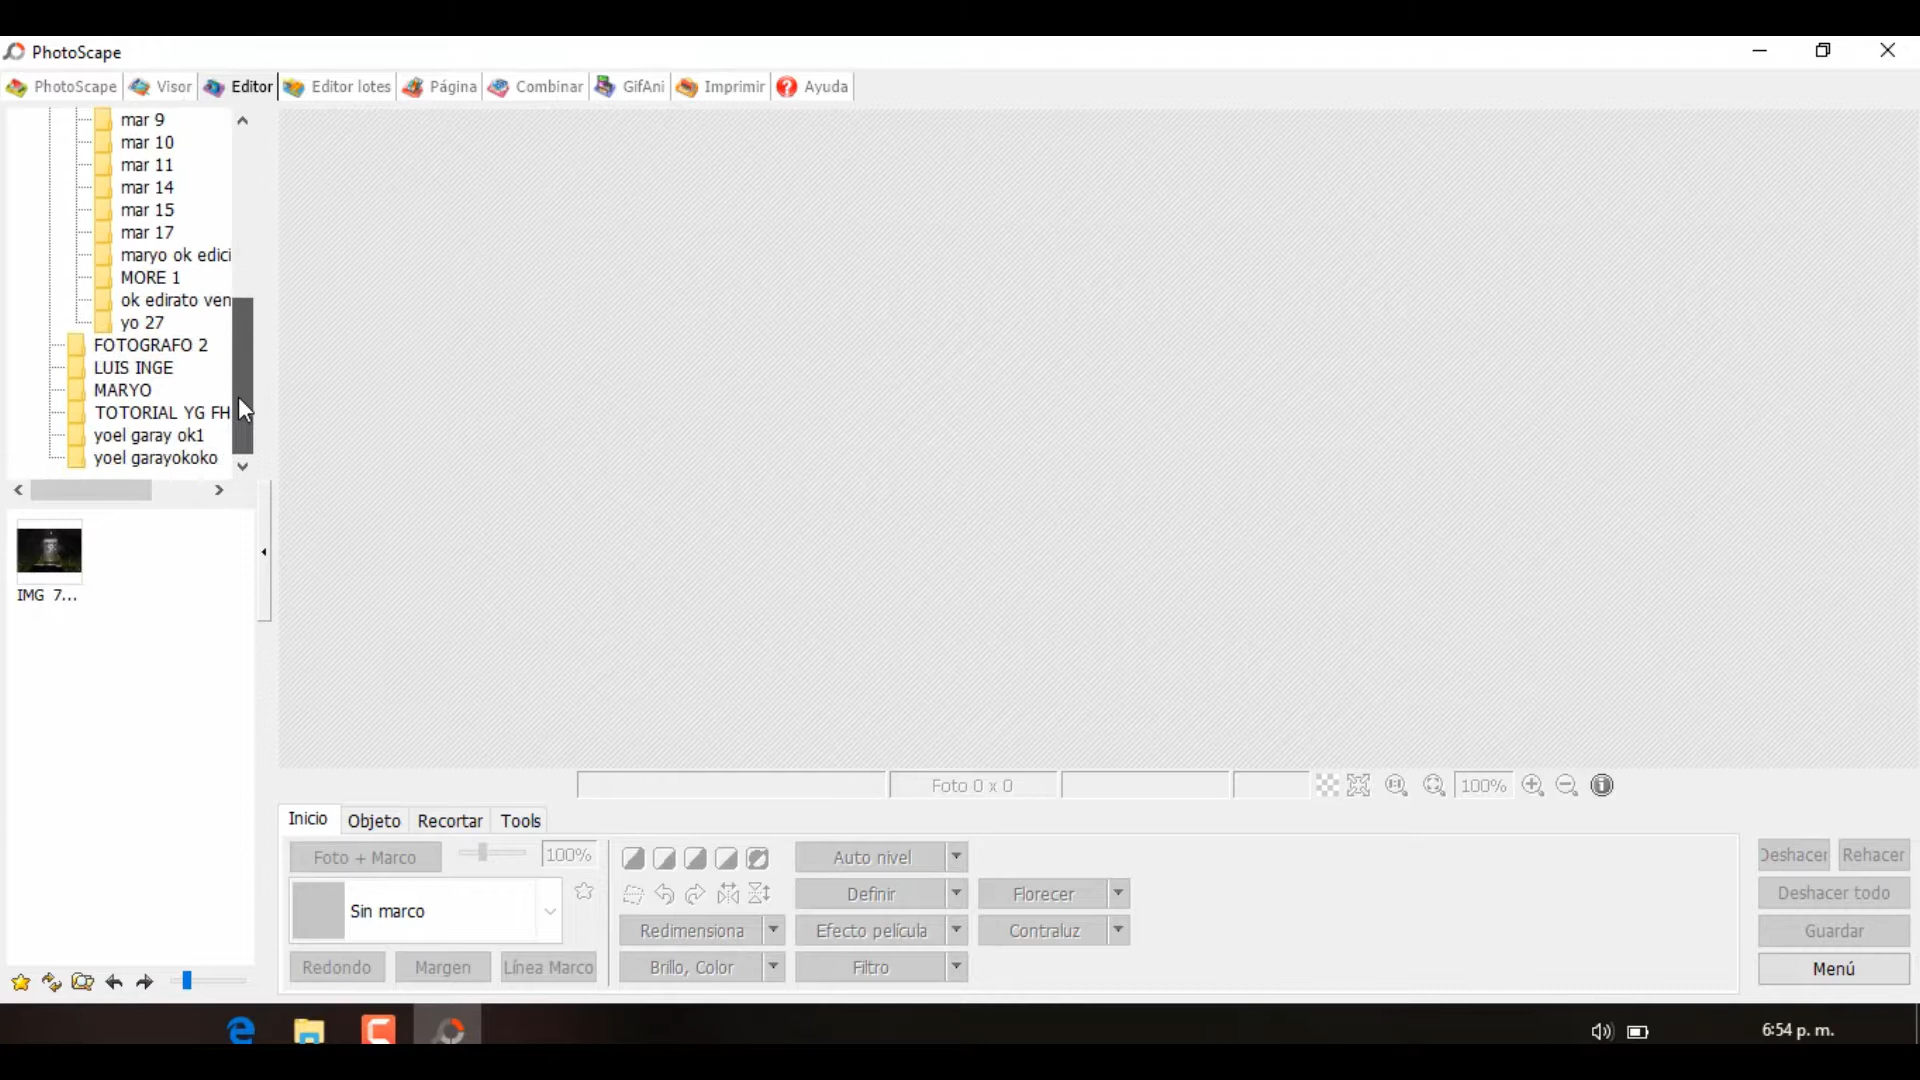 PhotoScape
PhotoScape Visor Editor Editor lotes Página Combinar GifAni Imprimir Ayuda
mar 9
mar 10
mar 11
mar 14
mar 15
mar 17
maryo ok edici
MORE 1
ok edirato ven
yo 27
FOTOGRAFO 2
LUIS INGE
MARYO
TOTORIAL YG FH
yoel garay ok1
yoel garayokoko
IMG 7...
Foto 0 x 0 100%
Inicio Objeto Recortar Tools
Foto + Marco 100% Auto nivel Deshacer Rehacer
Sin marco Definir Florecer Deshacer todo
Redimensiona Efecto película Contraluz Guardar
Redondo Margen Línea Marco Brillo, Color Filtro Menú
6:54 p. m.